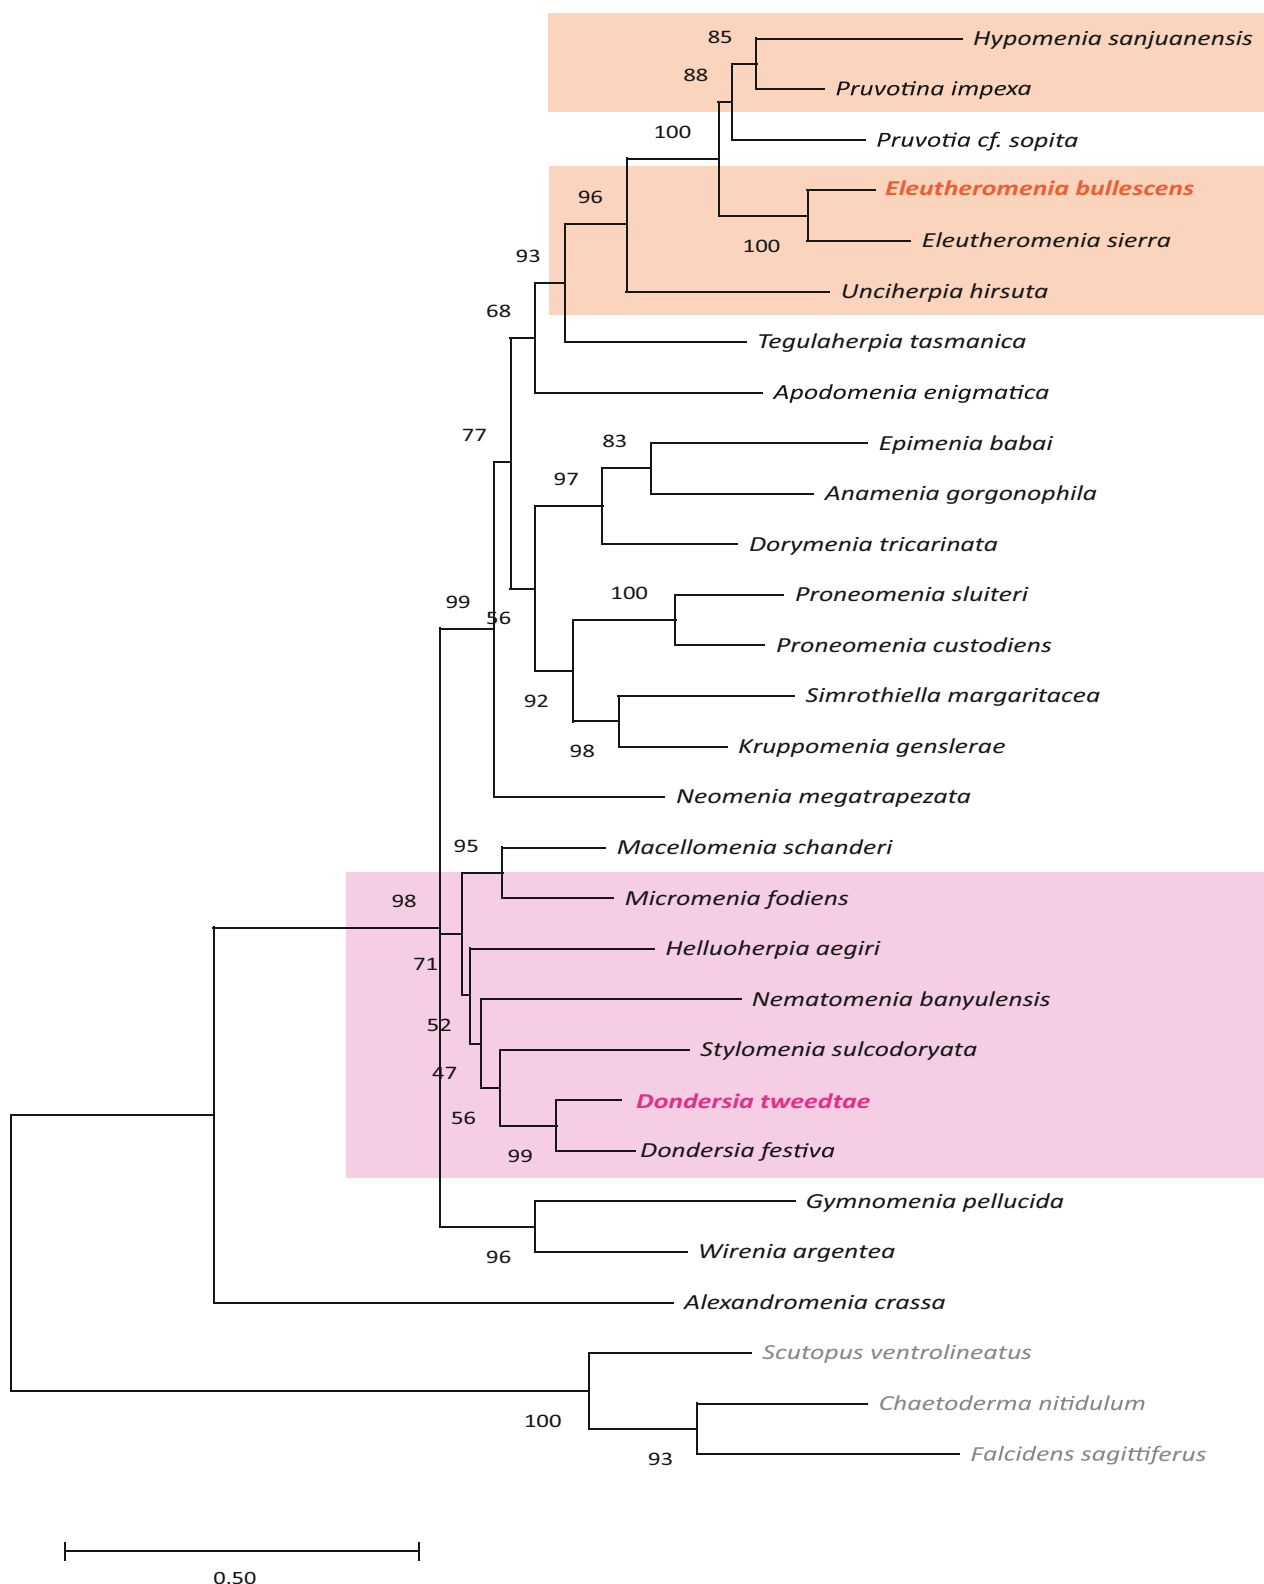 85
Hypomenia sanjuanensis
88
Pruvotina impexa
100
Pruvotia cf. sopita
96
Eleutheromenia bullescens
100
Eleutheromenia sierra
93
Unciherpia hirsuta
68
Tegulaherpia tasmanica
Apodomenia enigmatica
77
83
Epimenia babai
97
Anamenia gorgonophila
Dorymenia tricarinata
99
56
100
Proneomenia sluiteri
Proneomenia custodiens
92
Simrothiella margaritacea
98
Kruppomenia genslerae
Neomenia megatrapezata
95
Macellomenia schanderi
98
Micromenia fodiens
71
Helluoherpia aegiri
52
Nematomenia banyulensis
47
Stylomenia sulcodoryata
56
Dondersia tweedtae
99
Dondersia festiva
Gymnomenia pellucida
96
Wirenia argentea
Alexandromenia crassa
Scutopus ventrolineatus
100
Chaetoderma nitidulum
93
Falcidens sagittiferus
0.50